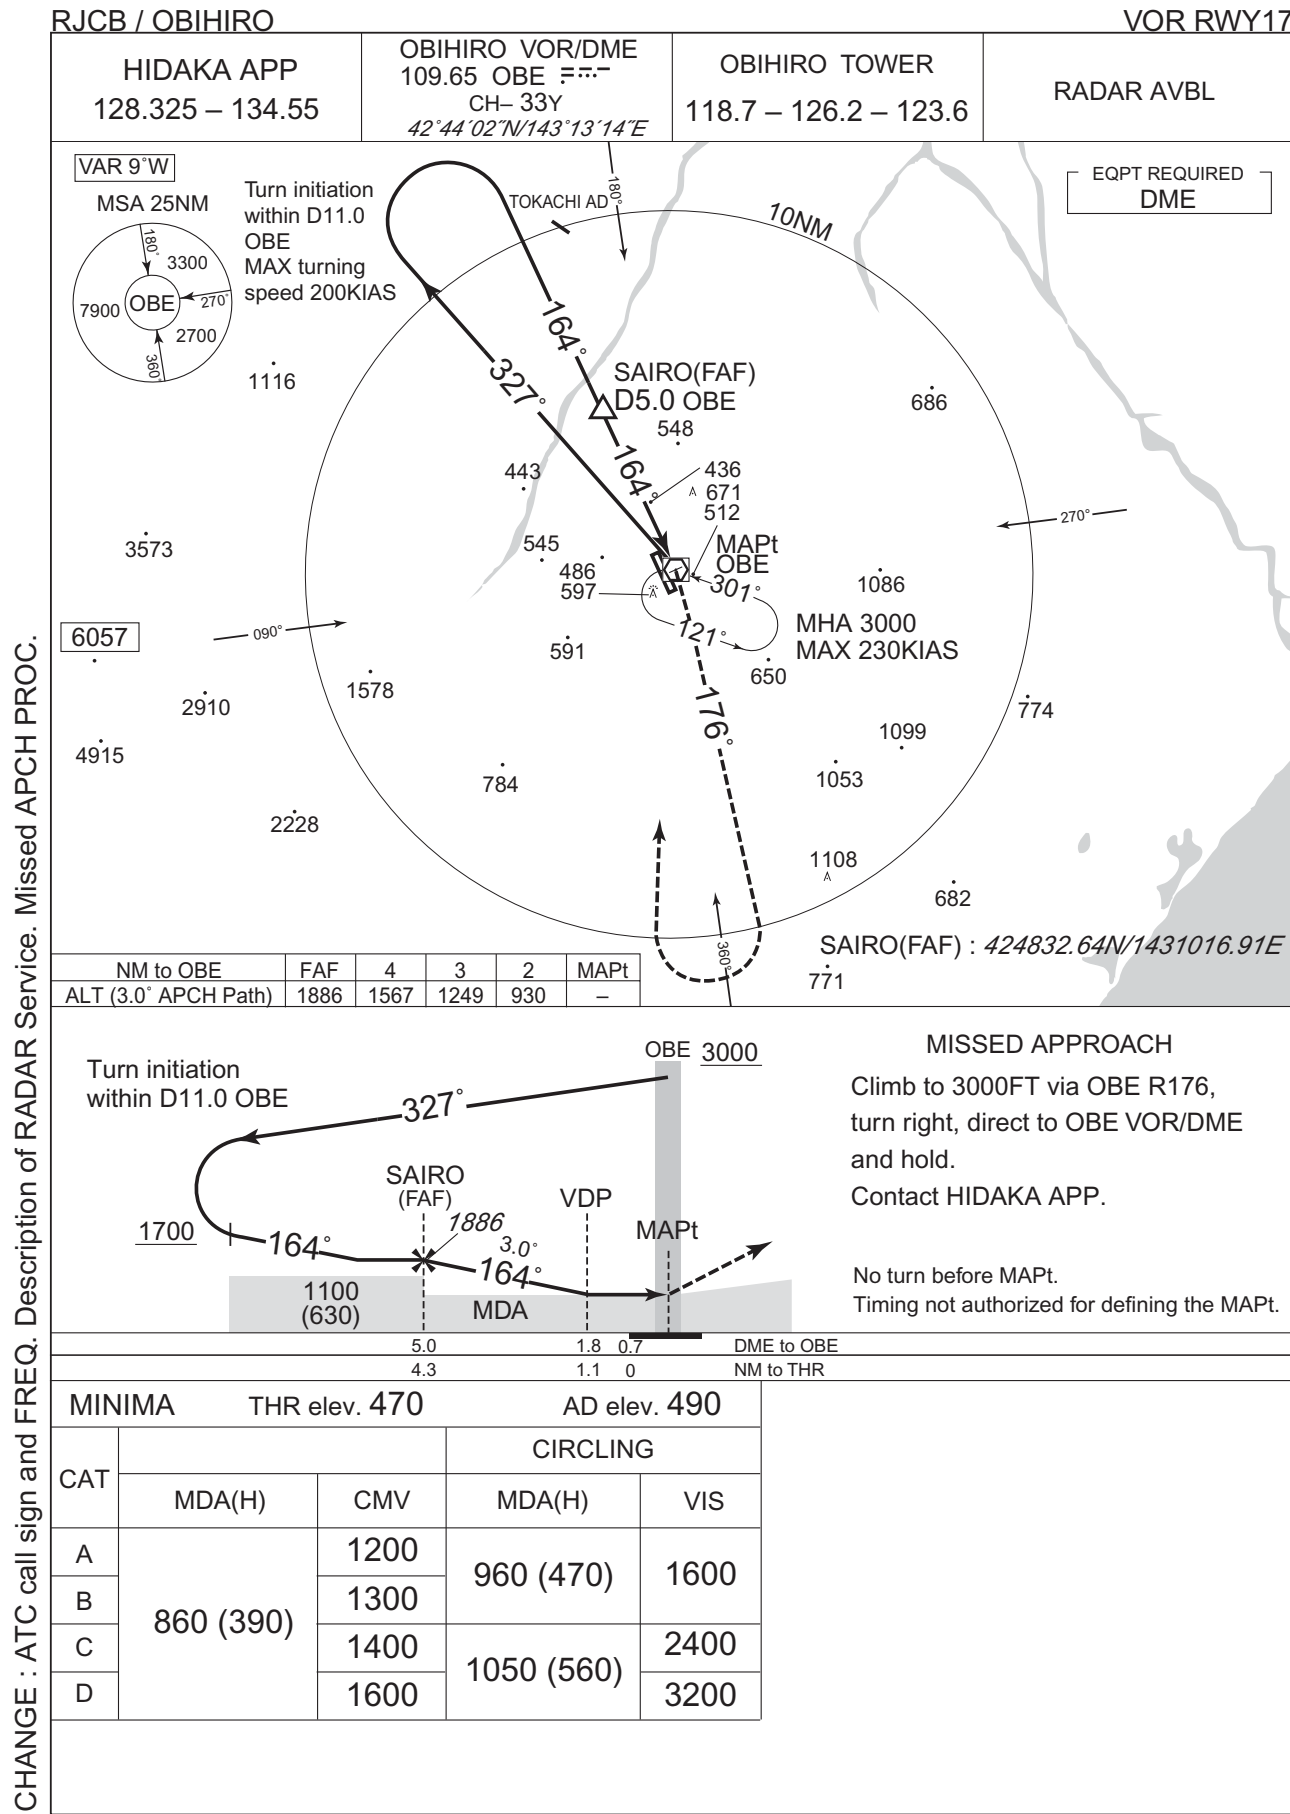 RJCB / OBIHIRO
VOR RWY17
HIDAKA APP
128.325 – 134.55
OBIHIRO VOR/DME
109.65 OBE
CH– 33Y
42°44′02″N/143°13′14″E
OBIHIRO TOWER
118.7 – 126.2 – 123.6
RADAR AVBL
VAR 9°W
MSA 25NM
180°
3300
7900
OBE
270°
2700
360°
Turn initiation
within D11.0
OBE
MAX turning
speed 200KIAS
TOKACHI AD
180°
10NM
EQPT REQUIRED
DME
1116
164°
327°
SAIRO(FAF)
D5.0 OBE
548
686
443
164°
436
671
512
3573
545
486
597
MAPt
OBE
270°
301°
1086
6057
090°
121°
MHA 3000
MAX 230KIAS
591
650
2910
1578
176°
774
4915
784
1099
1053
2228
1108
682
360°
SAIRO(FAF) : 424832.64N/1431016.91E
771
NM to OBE FAF 4 3 2 MAPt
ALT (3.0° APCH Path) 1886 1567 1249 930 –
Turn initiation
within D11.0 OBE
OBE 3000
327°
SAIRO
(FAF)
1886
VDP
MAPt
1700
164°
3.0°
164°
1100
(630)
MDA
MISSED APPROACH
Climb to 3000FT via OBE R176,
turn right, direct to OBE VOR/DME
and hold.
Contact HIDAKA APP.
No turn before MAPt.
Timing not authorized for defining the MAPt.
5.0 1.8 0.7 DME to OBE
4.3 1.1 0 NM to THR
MINIMA THR elev. 470 AD elev. 490
CAT
CIRCLING
MDA(H) CMV MDA(H) VIS
A 1200
860 (390) 960 (470) 1600
B 1300
C 1400 2400
1050 (560)
D 1600 3200
CHANGE : ATC call sign and FREQ. Description of RADAR Service. Missed APCH PROC.